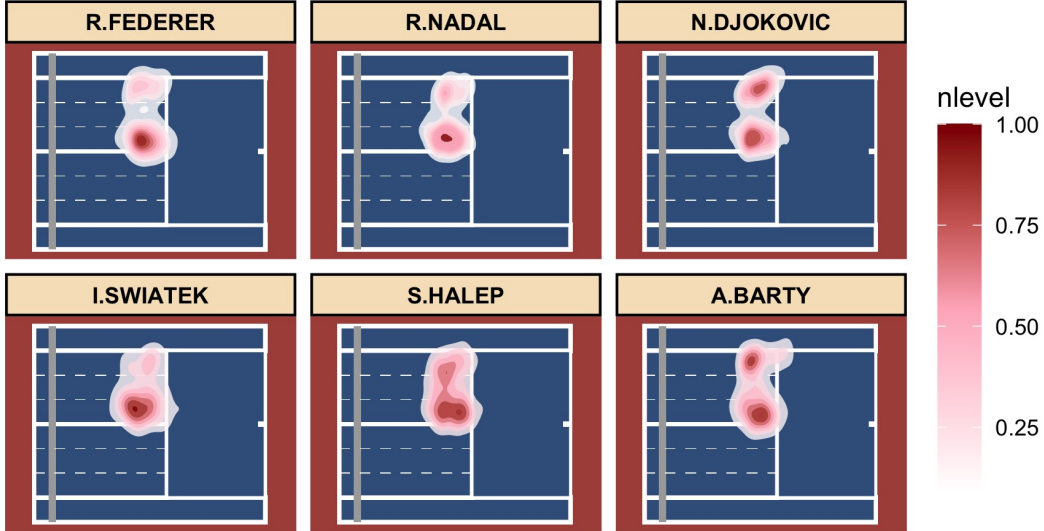 R.FEDERER
R.NADAL
N.DJOKOVIC
I.SWIATEK
S.HALEP
A.BARTY
nlevel
1.00
0.75
0.50
0.25